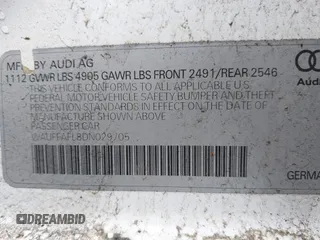 MFD BY AUDI AG
1112 GVWR LBS 4905 GAWR LBS FRONT 2491/REAR 2546
THIS VEHICLE CONFORMS TO ALL APPLICABLE U.S.
FEDERAL MOTOR VEHICLE SAFETY BUMPER AND THEFT
PREVENTION STANDARDS IN EFFECT ON THE DATE OF
MANUFACTURE SHOWN ABOVE
PASSENGER CAR
Aud
GERMA
AUTOBIDMASTER